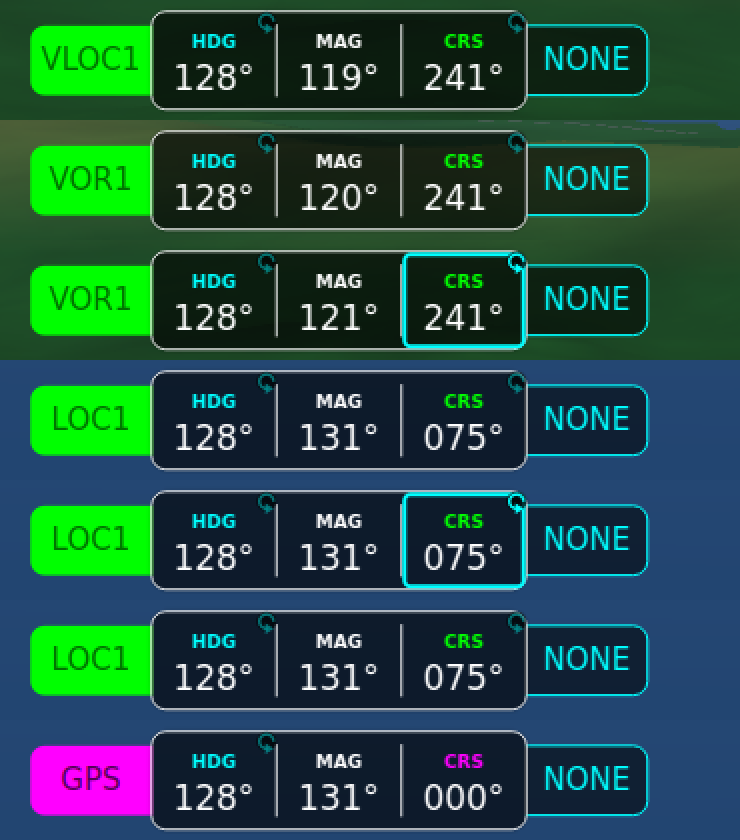 VLOC1 HDG 128° MAG 119° CRS 241° NONE
VOR1 HDG 128° MAG 120° CRS 241° NONE
VOR1 HDG 128° MAG 121° CRS 241° NONE
LOC1 HDG 128° MAG 131° CRS 075° NONE
LOC1 HDG 128° MAG 131° CRS 075° NONE
LOC1 HDG 128° MAG 131° CRS 075° NONE
GPS HDG 128° MAG 131° CRS 000° NONE